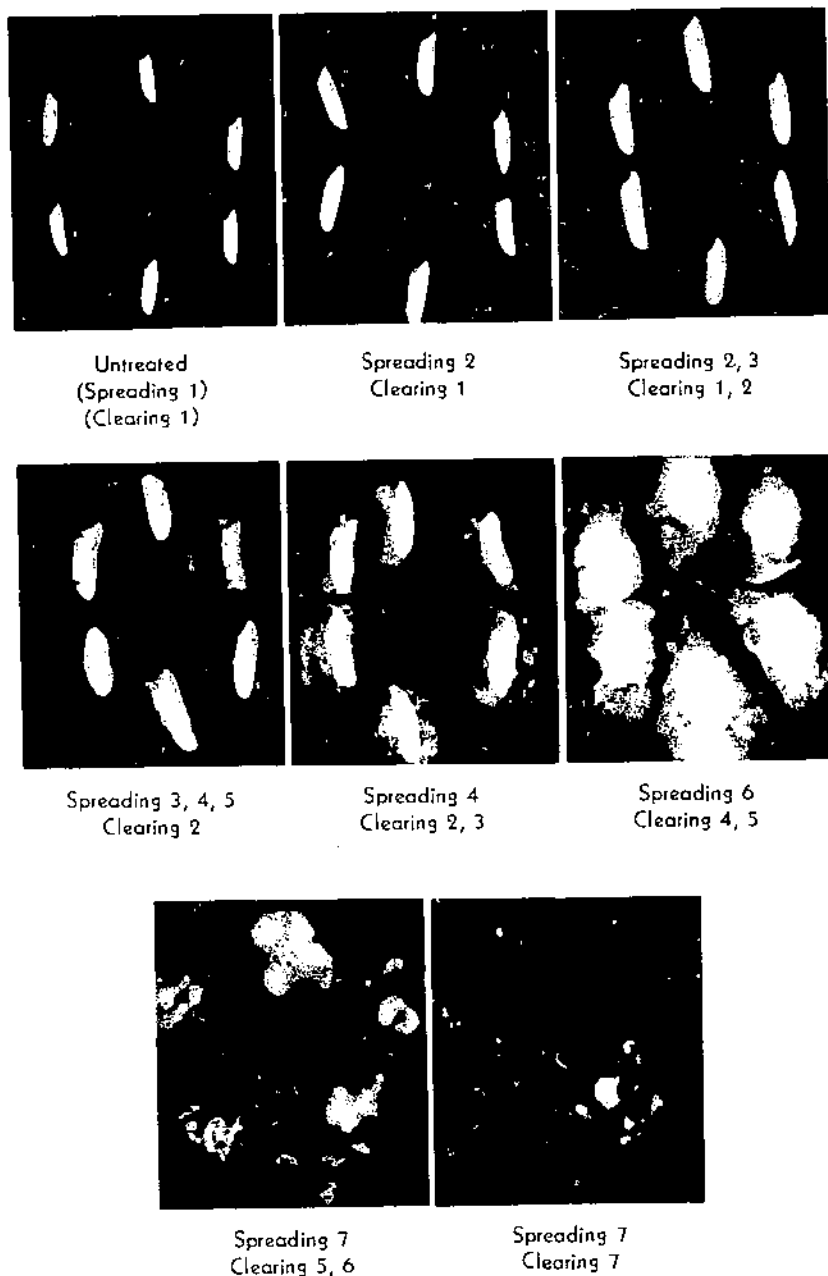 Untreated
(Spreading 1)
(Clearing 1)
Spreading 2
Clearing 1
Spreading 2, 3
Clearing 1, 2
Spreading 3, 4, 5
Clearing 2
Spreading 4
Clearing 2, 3
Spreading 6
Clearing 4, 5
Spreading 7
Clearing 5, 6
Spreading 7
Clearing 7